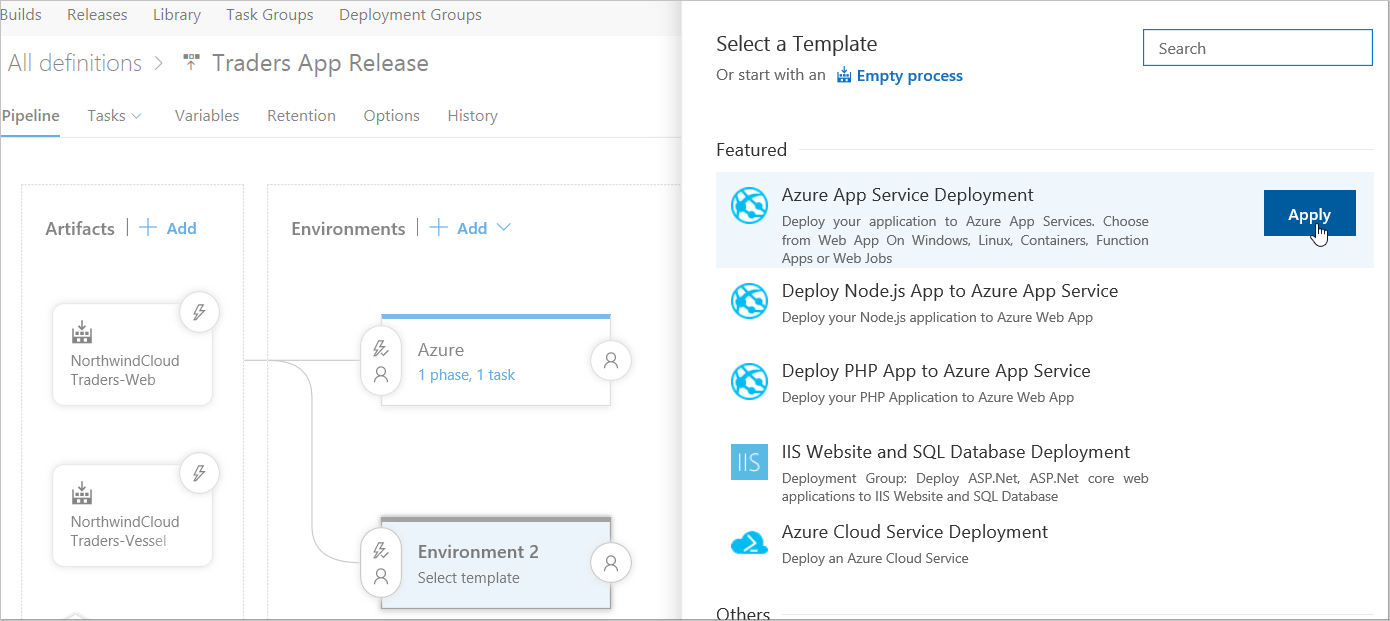 Builds Releases Library Task Groups Deployment Groups
All definitions > Traders App Release
Pipeline Tasks Variables Retention Options History
Artifacts | + Add
NorthwindCloud
Traders-Web
NorthwindCloud
Traders-Vessel
Environments | + Add
Azure
1 phase, 1 task
Environment 2
Select template
Select a Template
Search
Or start with an Empty process
Featured
Azure App Service Deployment
Deploy your application to Azure App Services. Choose
from Web App On Windows, Linux, Containers, Function
Apps or Web Jobs
Apply
Deploy Node.js App to Azure App Service
Deploy your Node.js application to Azure Web App
Deploy PHP App to Azure App Service
Deploy your PHP Application to Azure Web App
IIS
IIS Website and SQL Database Deployment
Deployment Group: Deploy ASP.Net, ASP.Net core web
applications to IIS Website and SQL Database
Azure Cloud Service Deployment
Deploy an Azure Cloud Service
Others